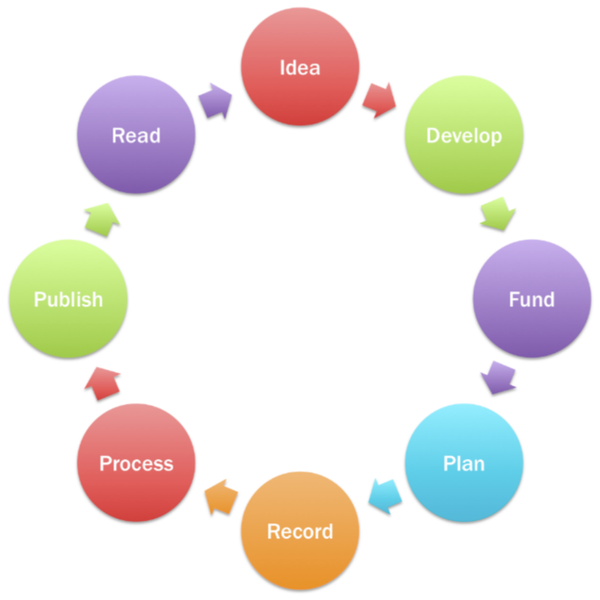 Idea
Develop
Fund
Plan
Record
Process
Publish
Read